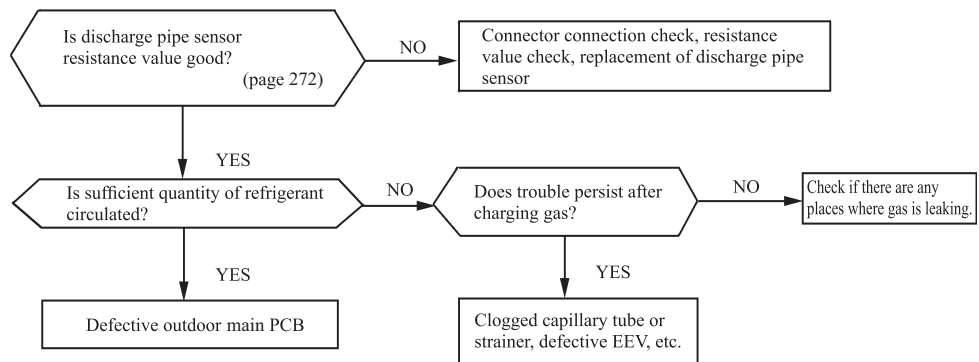 Is discharge pipe sensor
resistance value good?
(page 272)
NO
Connector connection check, resistance
value check, replacement of discharge pipe
sensor
YES
Is sufficient quantity of refrigerant
circulated?
NO
Does trouble persist after
charging gas?
NO
Check if there are any
places where gas is leaking.
YES
YES
Defective outdoor main PCB
Clogged capillary tube or
strainer, defective EEV, etc.